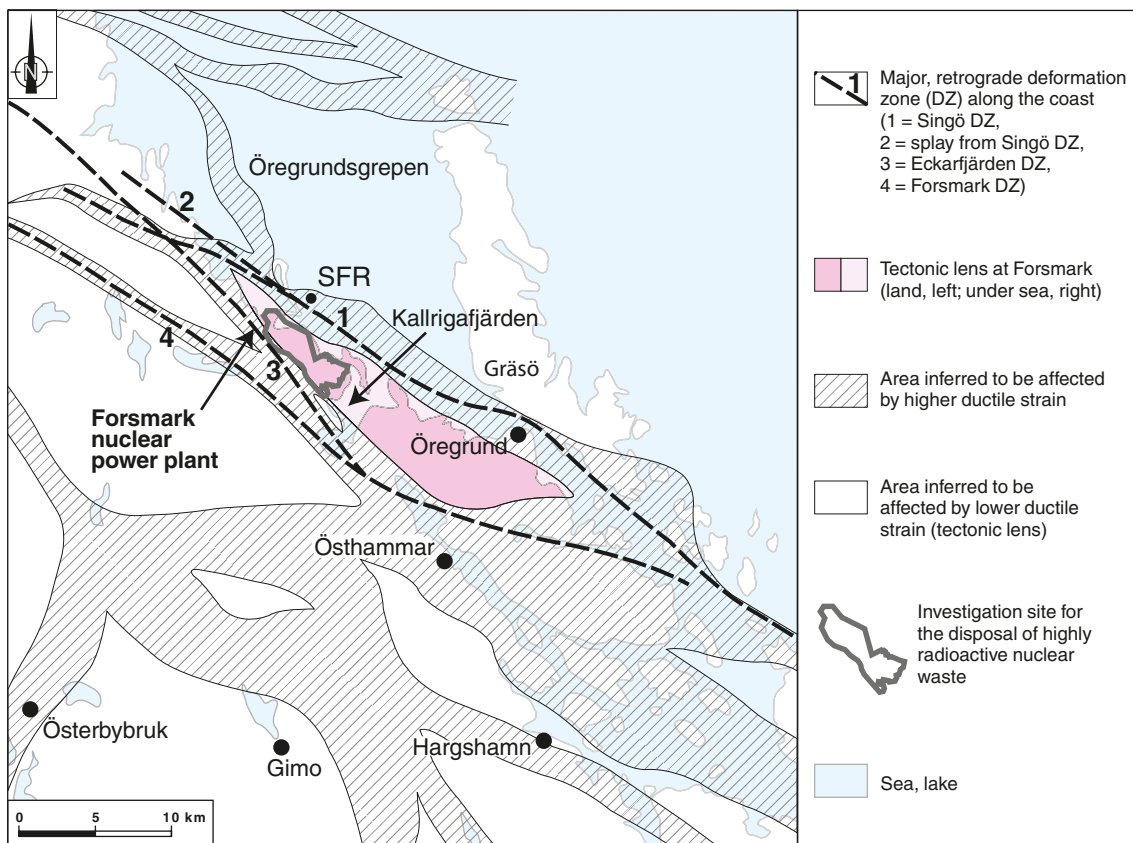 N
Öregrundsgrepen
2
SFR
1
Kallrigafjärden
4
3
Gräsö
Forsmark
nuclear
power plant
Öregrund
Östhammar
Österbybruk
Gimo
Hargshamn
0 5 10 km
1
Major, retrograde deformation
zone (DZ) along the coast
(1 = Singö DZ,
2 = splay from Singö DZ,
3 = Eckarfjärden DZ,
4 = Forsmark DZ)
Tectonic lens at Forsmark
(land, left; under sea, right)
Area inferred to be affected
by higher ductile strain
Area inferred to be
affected by lower ductile
strain (tectonic lens)
Investigation site for
the disposal of highly
radioactive nuclear
waste
Sea, lake